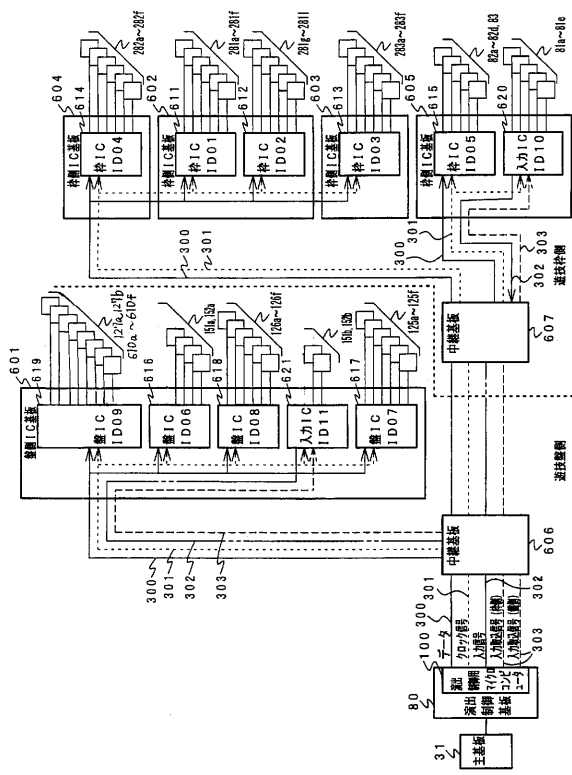 604
枠側IC基板
614
枠IC
ID04
282a~282f
602
枠側IC基板
611
枠IC
ID01
281a~281f
612
枠IC
ID02
281g~281l
603
枠側IC基板
613
枠IC
ID03
283a~283f
605
枠側IC基板
615
枠IC
ID05
82a~82d,83
620
入力IC
ID10
81a~81e
300
301
300
301
302
303
中継基板
607
遊技枠側
601
盤側IC基板
619
盤IC
ID09
127a,127b
610a~610f
616
盤IC
ID06
151a,152a
618
盤IC
ID08
126a~126f
621
入力IC
ID11
151b,152b
617
盤IC
ID07
125a~125f
300
301
302
303
遊技盤側
中継基板
606
300
301
302
303
データ
クロック信号
入力信号
入力取込信号(枠側)
入力取込信号(盤側)
100
演出
制御用
マイクロ
コンピ
ュータ
80
演出
制御
基板
31
主基板